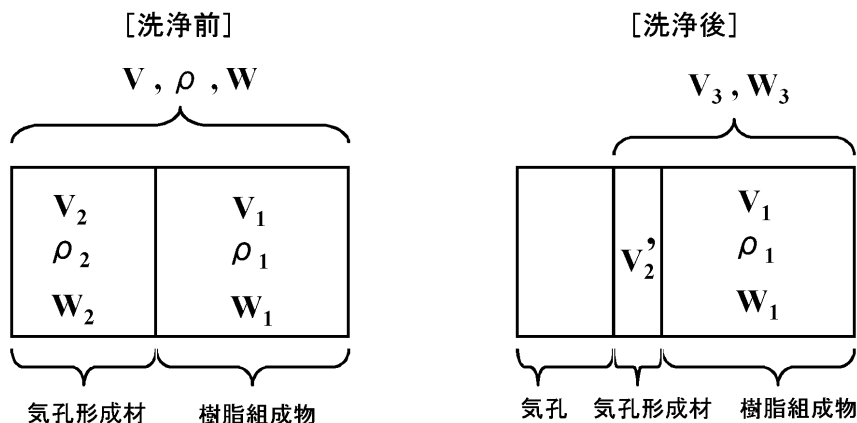 [洗浄前]
V , ρ , W
V₂
ρ₂
W₂
V₁
ρ₁
W₁
気孔形成材
樹脂組成物
[洗浄後]
V₃ , W₃
V₂’
V₁
ρ₁
W₁
気孔
気孔形成材
樹脂組成物